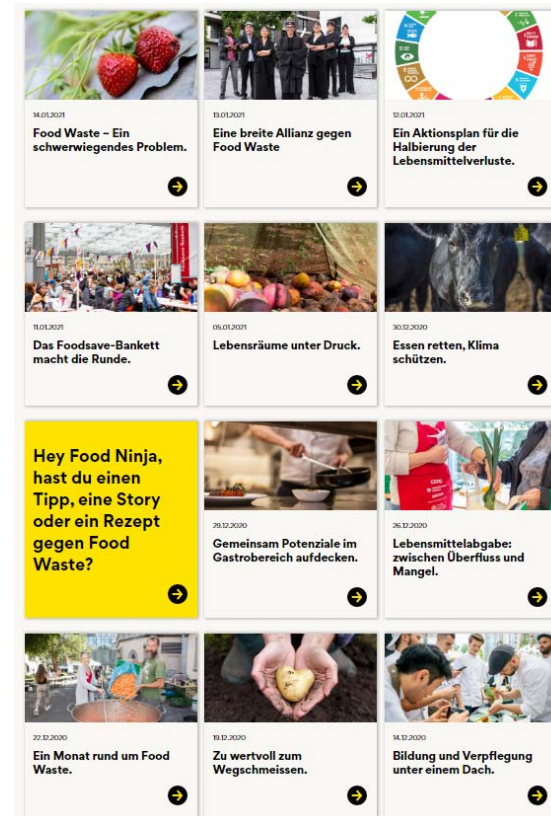 14.01.2021
Food Waste – Ein
schwerwiegendes Problem.
13.01.2021
Eine breite Allianz gegen
Food Waste
12.01.2021
Ein Aktionsplan für die
Halbierung der
Lebensmittelverluste.
11.01.2021
Das Foodsave-Bankett
macht die Runde.
05.01.2021
Lebensräume unter Druck.
30.12.2020
Essen retten, Klima
schützen.
Hey Food Ninja,
hast du einen
Tipp, eine Story
oder ein Rezept
gegen Food
Waste?
29.12.2020
Gemeinsam Potenziale im
Gastrobereich aufdecken.
26.12.2020
Lebensmittelabgabe:
zwischen Überfluss und
Mangel.
22.12.2020
Ein Monat rund um Food
Waste.
19.12.2020
Zu wertvoll zum
Wegschmeissen.
14.12.2020
Bildung und Verpflegung
unter einem Dach.